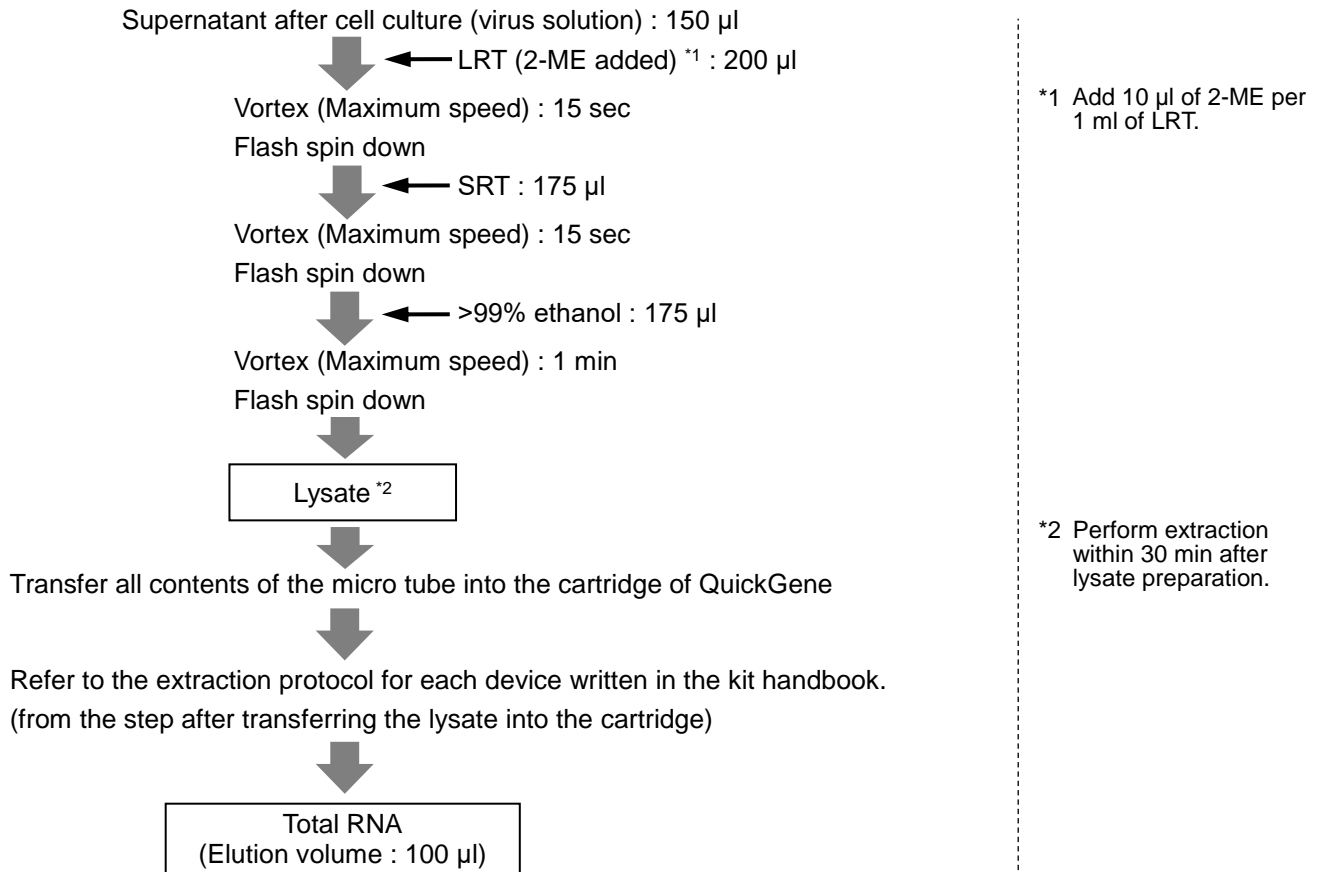 Supernatant after cell culture (virus solution) : 150 µl
LRT (2-ME added) *1 : 200 µl
Vortex (Maximum speed) : 15 sec
Flash spin down
SRT : 175 µl
Vortex (Maximum speed) : 15 sec
Flash spin down
>99% ethanol : 175 µl
Vortex (Maximum speed) : 1 min
Flash spin down
Lysate *2
Transfer all contents of the micro tube into the cartridge of QuickGene
Refer to the extraction protocol for each device written in the kit handbook.
(from the step after transferring the lysate into the cartridge)
Total RNA
(Elution volume : 100 µl)
*1 Add 10 µl of 2-ME per
1 ml of LRT.
*2 Perform extraction
within 30 min after
lysate preparation.